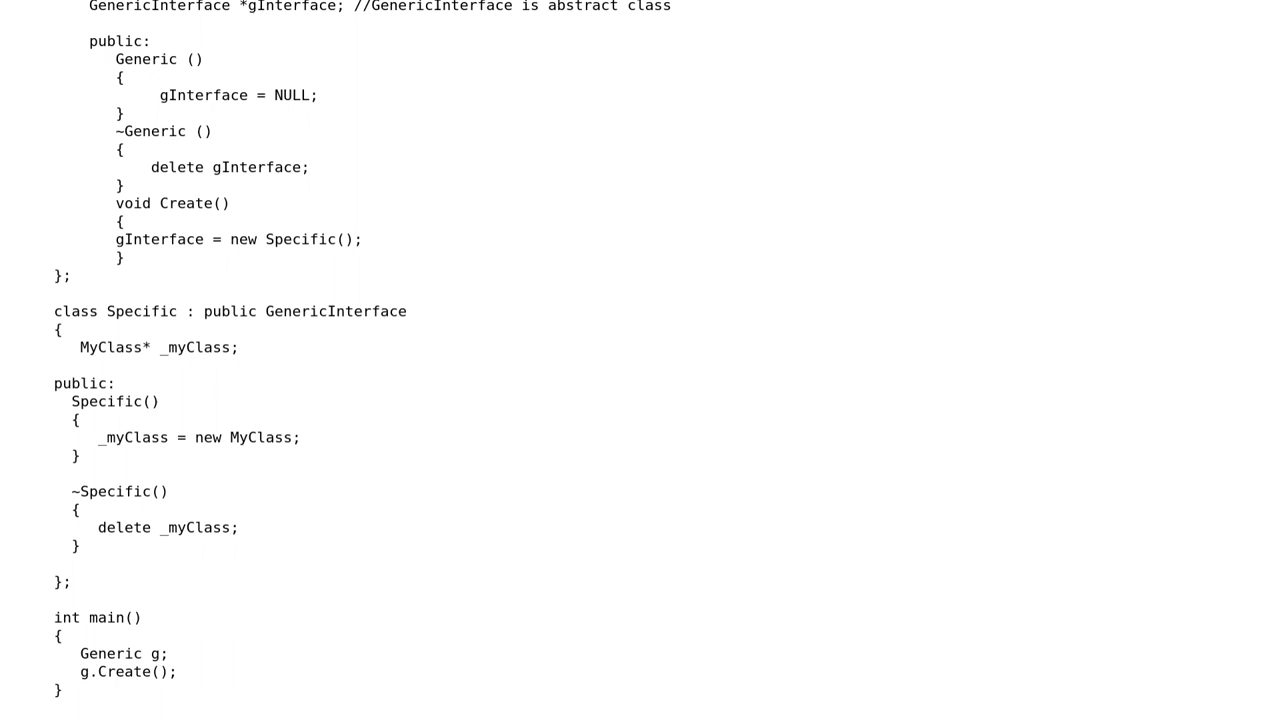 GenericInterface *gInterface; //GenericInterface is abstract class
public:
Generic ()
{
gInterface = NULL;
}
~Generic ()
{
delete gInterface;
}
void Create()
{
gInterface = new Specific();
}
};
class Specific : public GenericInterface
{
MyClass* _myClass;
public:
Specific()
{
_myClass = new MyClass;
}
~Specific()
{
delete _myClass;
}
};
int main()
{
Generic g;
g.Create();
}